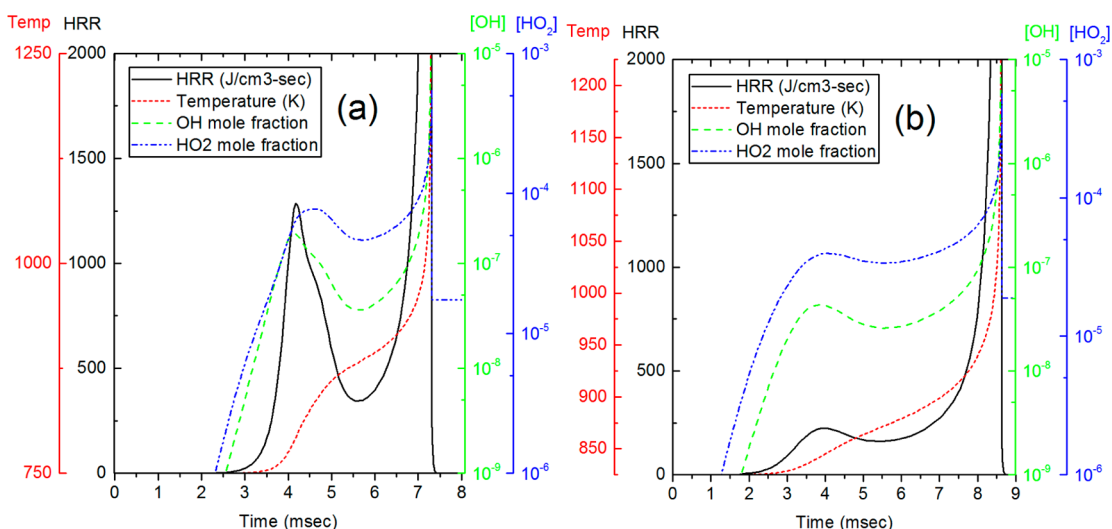 Temp HRR [OH] [HO2]
1250 2000 10^-5 10^-3
HRR (J/cm3-sec)
Temperature (K)
OH mole fraction
HO2 mole fraction
(a)
1500 10^-6
10^-4
1000 1000 10^-7
10^-5
500 10^-8
750 0 10^-9 10^-6
0 1 2 3 4 5 6 7 8
Time (msec)
Temp HRR [OH] [HO2]
2000 10^-5 10^-3
1225
1200
HRR (J/cm3-sec)
Temperature (K)
OH mole fraction
HO2 mole fraction
(b)
1150
1500 10^-6
10^-4
1100
1050
1000 10^-7
1000
975
10^-5
950
500 10^-8
900
850
0 10^-9 10^-6
0 1 2 3 4 5 6 7 8 9
Time (msec)